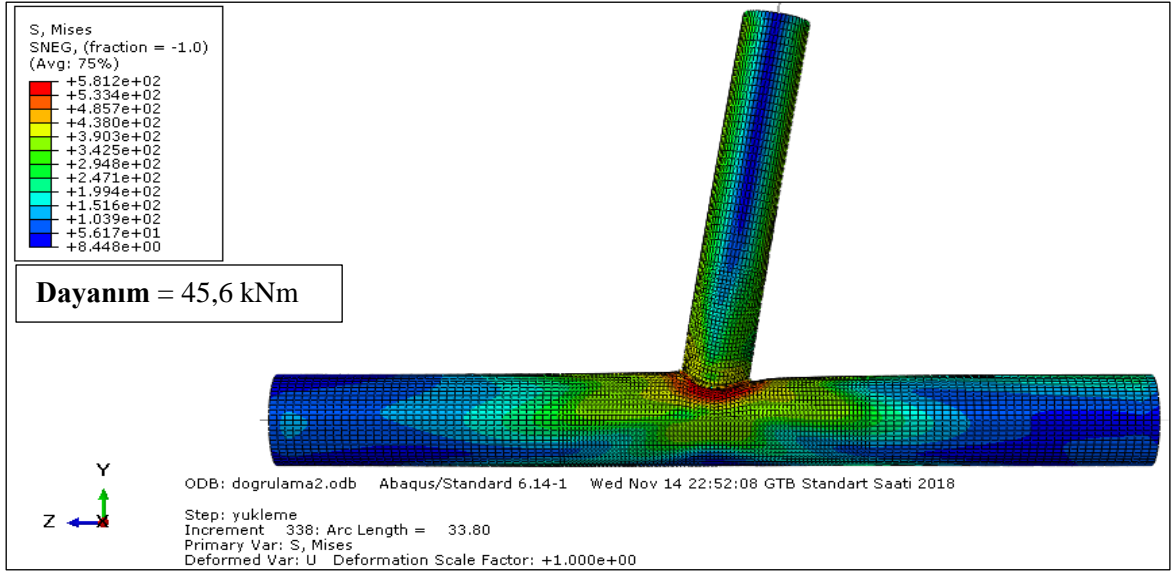 S, Mises
SNEG, (fraction = -1.0)
(Avg: 75%)
+5.812e+02
+5.334e+02
+4.857e+02
+4.380e+02
+3.903e+02
+3.425e+02
+2.948e+02
+2.471e+02
+1.994e+02
+1.516e+02
+1.039e+02
+5.617e+01
+8.448e+00
Dayanım = 45,6 kNm
Y
Z
X
ODB: dogrulama2.odb Abaqus/Standard 6.14-1 Wed Nov 14 22:52:08 GTB Standart Saati 2018
Step: yukleme
Increment 338: Arc Length = 33.80
Primary Var: S, Mises
Deformed Var: U Deformation Scale Factor: +1.000e+00